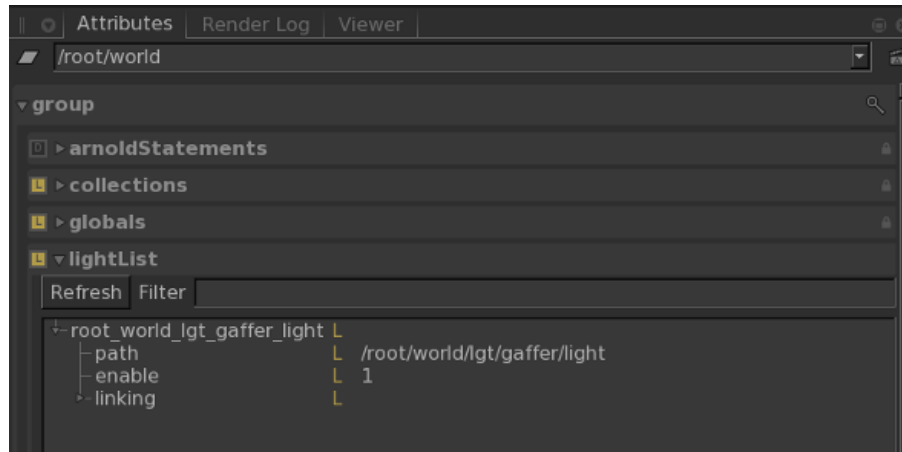 Attributes Render Log Viewer
/root/world
group
D arnoldStatements
L collections
L globals
L lightList
Refresh Filter
root_world_lgt_gaffer_light L
path L /root/world/lgt/gaffer/light
enable L 1
linking L